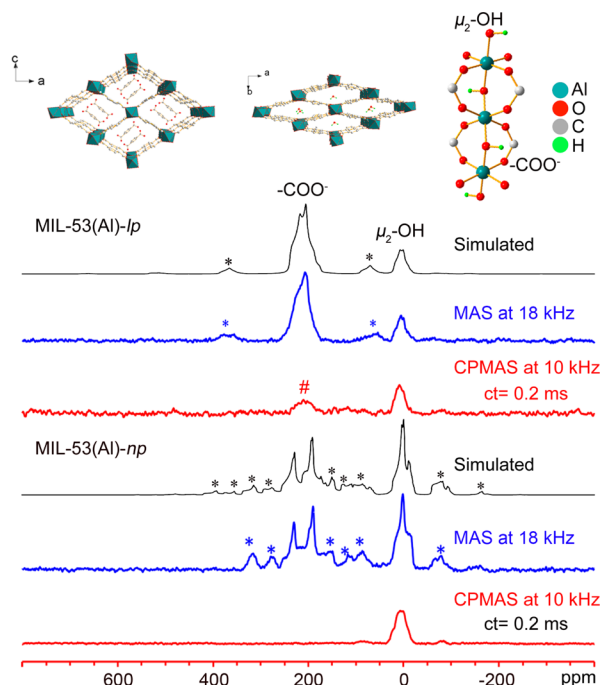 c
a
a
b
μ₂-OH
Al
O
C
H
-COO⁻
-COO⁻
MIL-53(Al)-lp
μ₂-OH
Simulated
*
*
MAS at 18 kHz
*
*
CPMAS at 10 kHz
#
ct= 0.2 ms
MIL-53(Al)-np
Simulated
* * * * * * * * *
MAS at 18 kHz
* * * * * *
CPMAS at 10 kHz
ct= 0.2 ms
600 400 200 0 -200 ppm